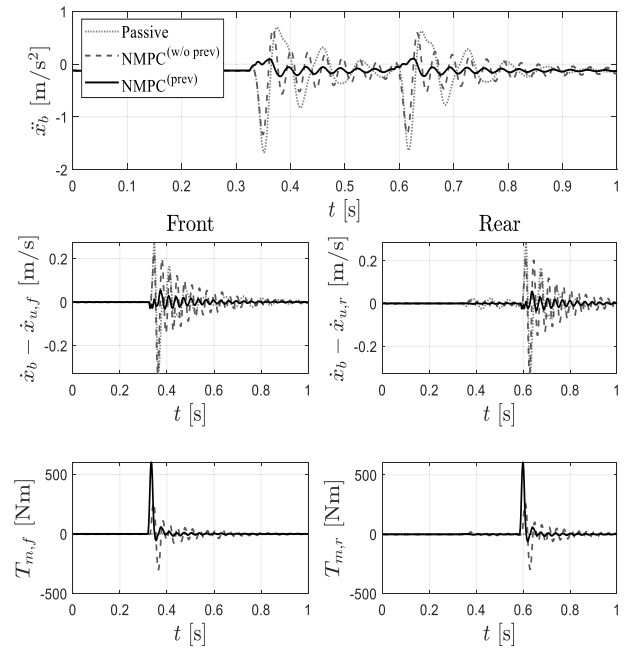 Passive
NMPC(w/o prev)
NMPC(prev)
ẍ_b [m/s²]
1
0
-1
-2
0 0.1 0.2 0.3 0.4 0.5 0.6 0.7 0.8 0.9 1
t [s]
Front
Rear
ẋ_b − ẋ_{u,f} [m/s]
0.2
0
-0.2
0 0.2 0.4 0.6 0.8 1
t [s]
ẋ_b − ẋ_{u,r} [m/s]
0.2
0
-0.2
0 0.2 0.4 0.6 0.8 1
t [s]
T_{m,f} [Nm]
500
0
-500
0 0.2 0.4 0.6 0.8 1
t [s]
T_{m,r} [Nm]
500
0
-500
0 0.2 0.4 0.6 0.8 1
t [s]